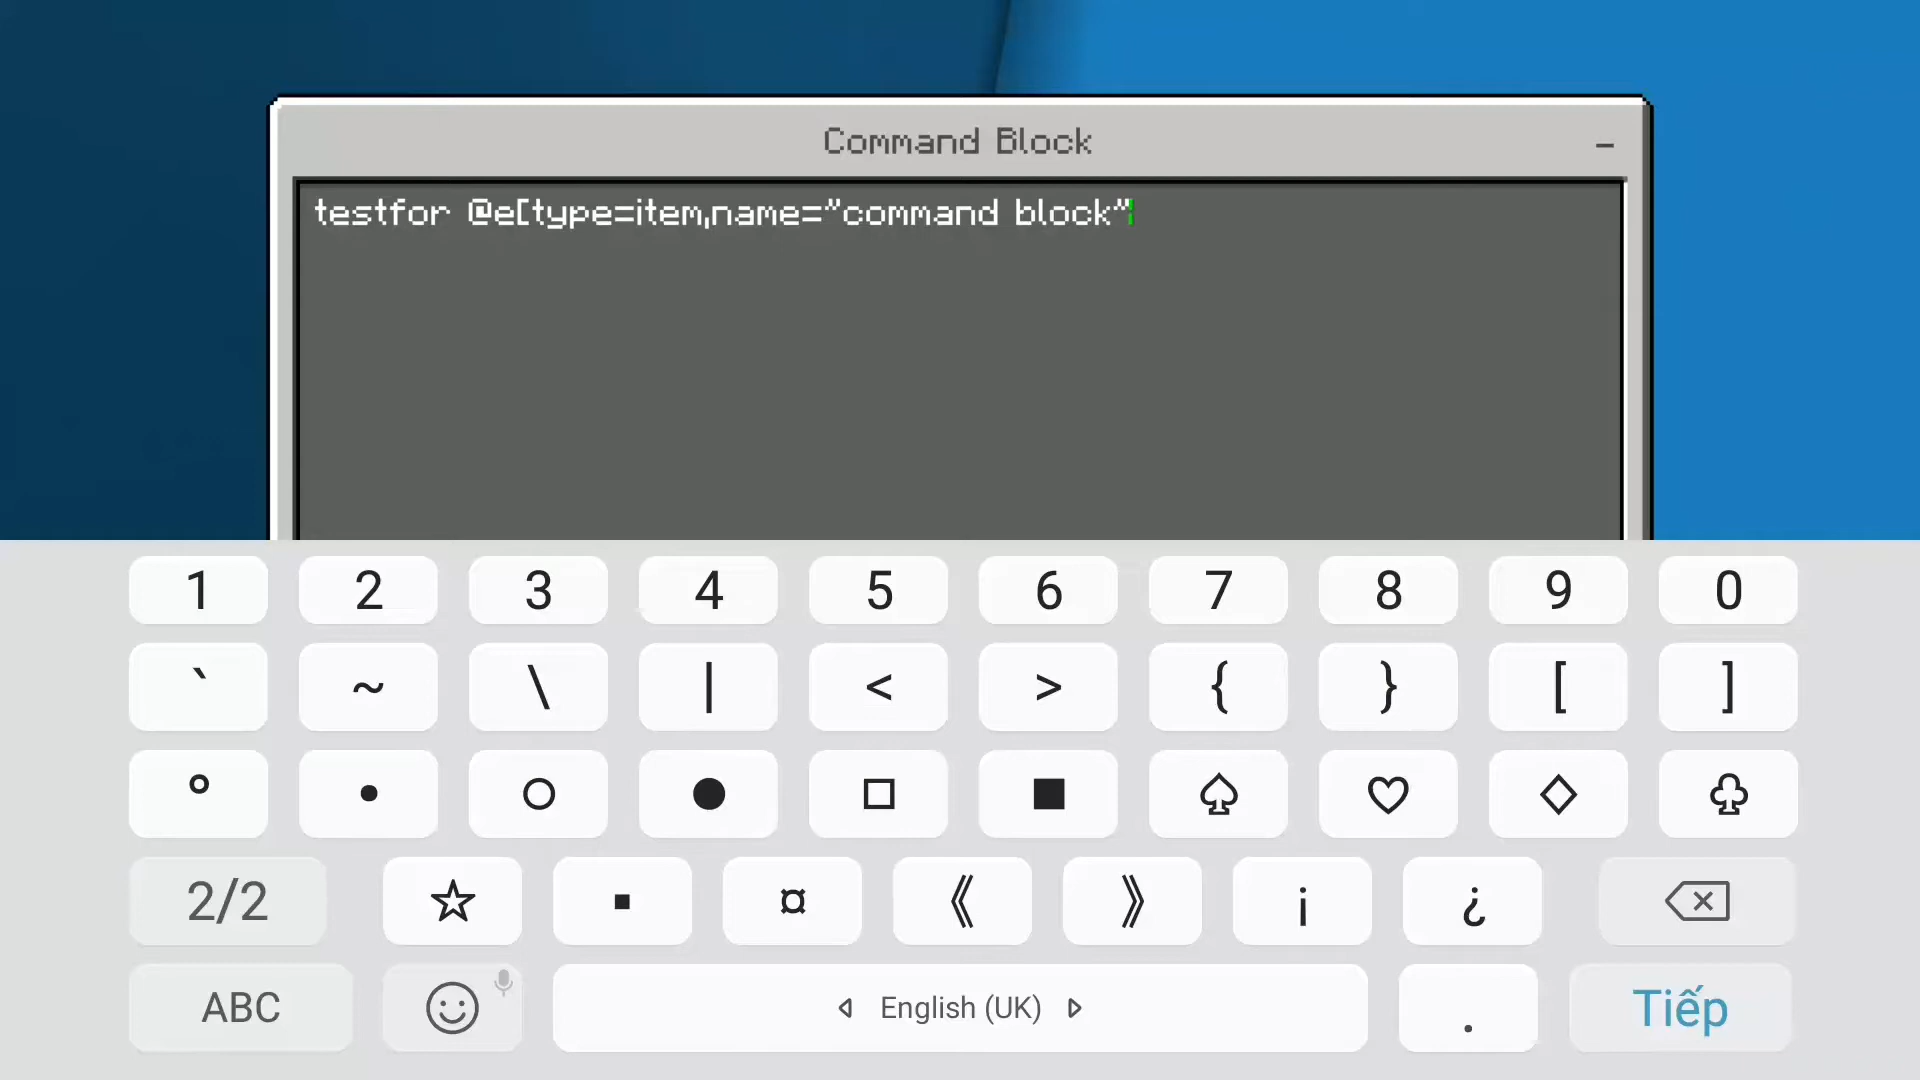 Command Block
testfor @e[type=item,name="command block"
1 2 3 4 5 6 7 8 9 0
` ~ \ | < > { } [ ]
° • ○ ● □ ■ ♤ ♡ ◇ ♧
2/2 ☆ ▪ ¤ 《 》 ¡ ¿
ABC English (UK) . Tiếp